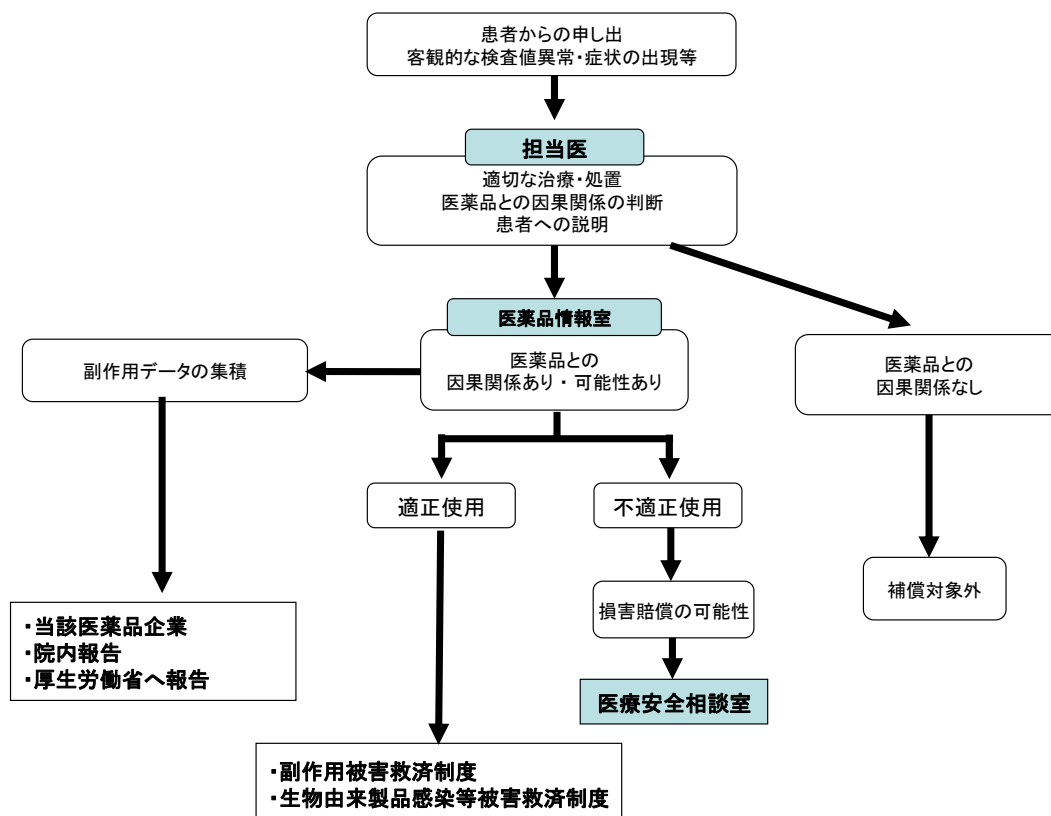 患者からの申し出
客観的な検査値異常・症状の出現等
担当医
適切な治療・処置
医薬品との因果関係の判断
患者への説明
医薬品情報室
医薬品との
因果関係あり・可能性あり
副作用データの集積
医薬品との
因果関係なし
適正使用
不適正使用
損害賠償の可能性
補償対象外
・当該医薬品企業
・院内報告
・厚生労働省へ報告
医療安全相談室
・副作用被害救済制度
・生物由来製品感染等被害救済制度